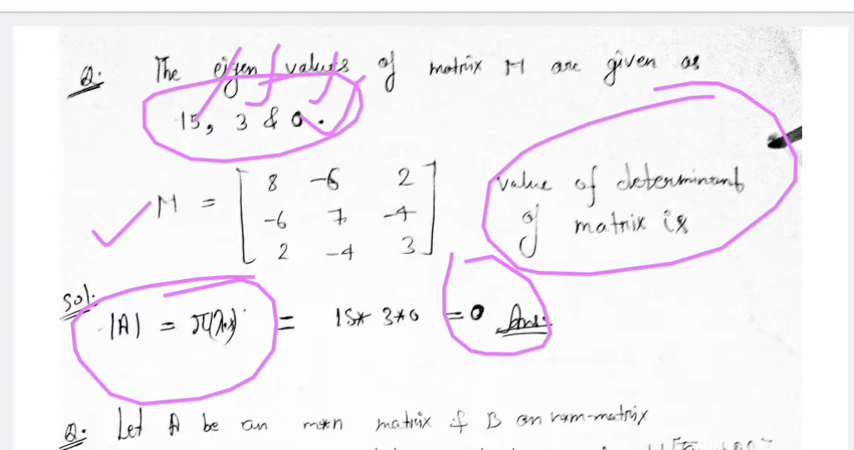 Q. The eigen values of matrix M are given as
15, 3 & 0.
M = [ 8 -6 2
-6 7 -4
2 -4 3 ]
value of determinant
of matrix is
Sol.
|A| = π(λi) = 15* 3*0 = 0 Ans.
Q. Let A be an m*n matrix if B an n*m-matrix